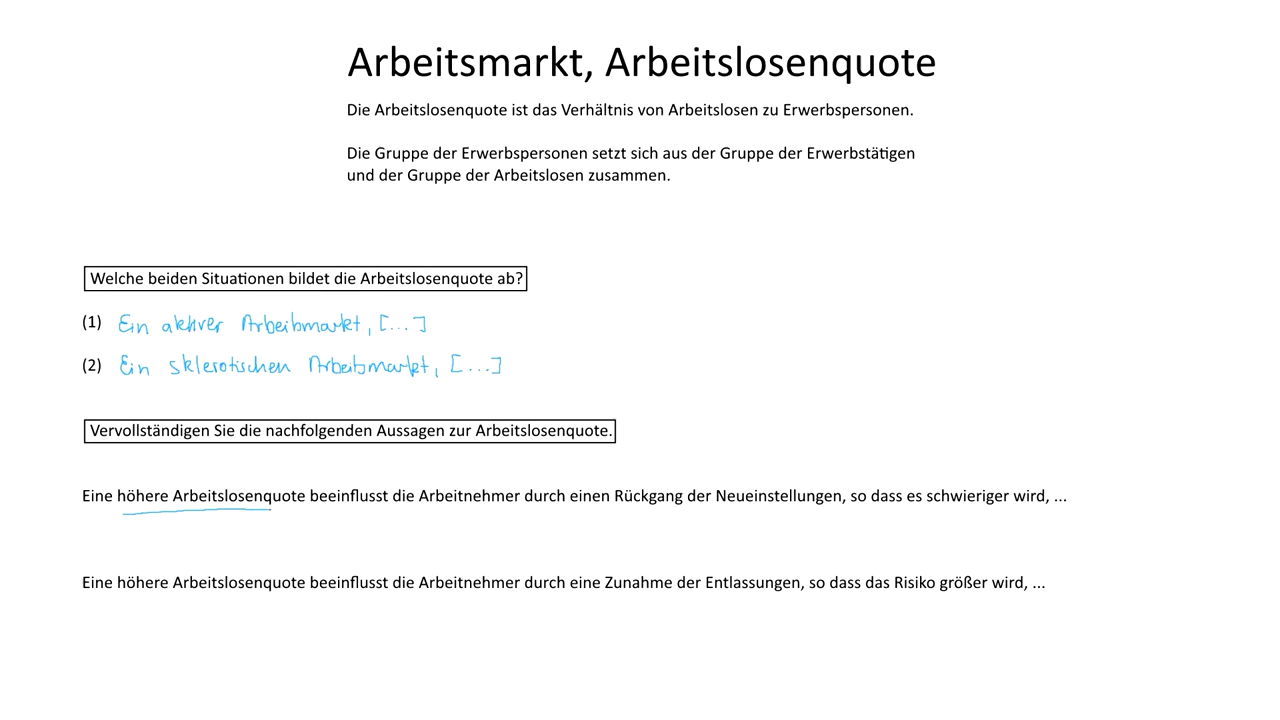 Arbeitsmarkt, Arbeitslosenquote
Die Arbeitslosenquote ist das Verhältnis von Arbeitslosen zu Erwerbspersonen.
Die Gruppe der Erwerbspersonen setzt sich aus der Gruppe der Erwerbstätigen
und der Gruppe der Arbeitslosen zusammen.
Welche beiden Situationen bildet die Arbeitslosenquote ab?
(1) Ein aktiver Arbeitsmarkt, [...]
(2) Ein sklerotischen Arbeitsmarkt, [...]
Vervollständigen Sie die nachfolgenden Aussagen zur Arbeitslosenquote.
Eine höhere Arbeitslosenquote beeinflusst die Arbeitnehmer durch einen Rückgang der Neueinstellungen, so dass es schwieriger wird, ...
Eine höhere Arbeitslosenquote beeinflusst die Arbeitnehmer durch eine Zunahme der Entlassungen, so dass das Risiko größer wird, ...